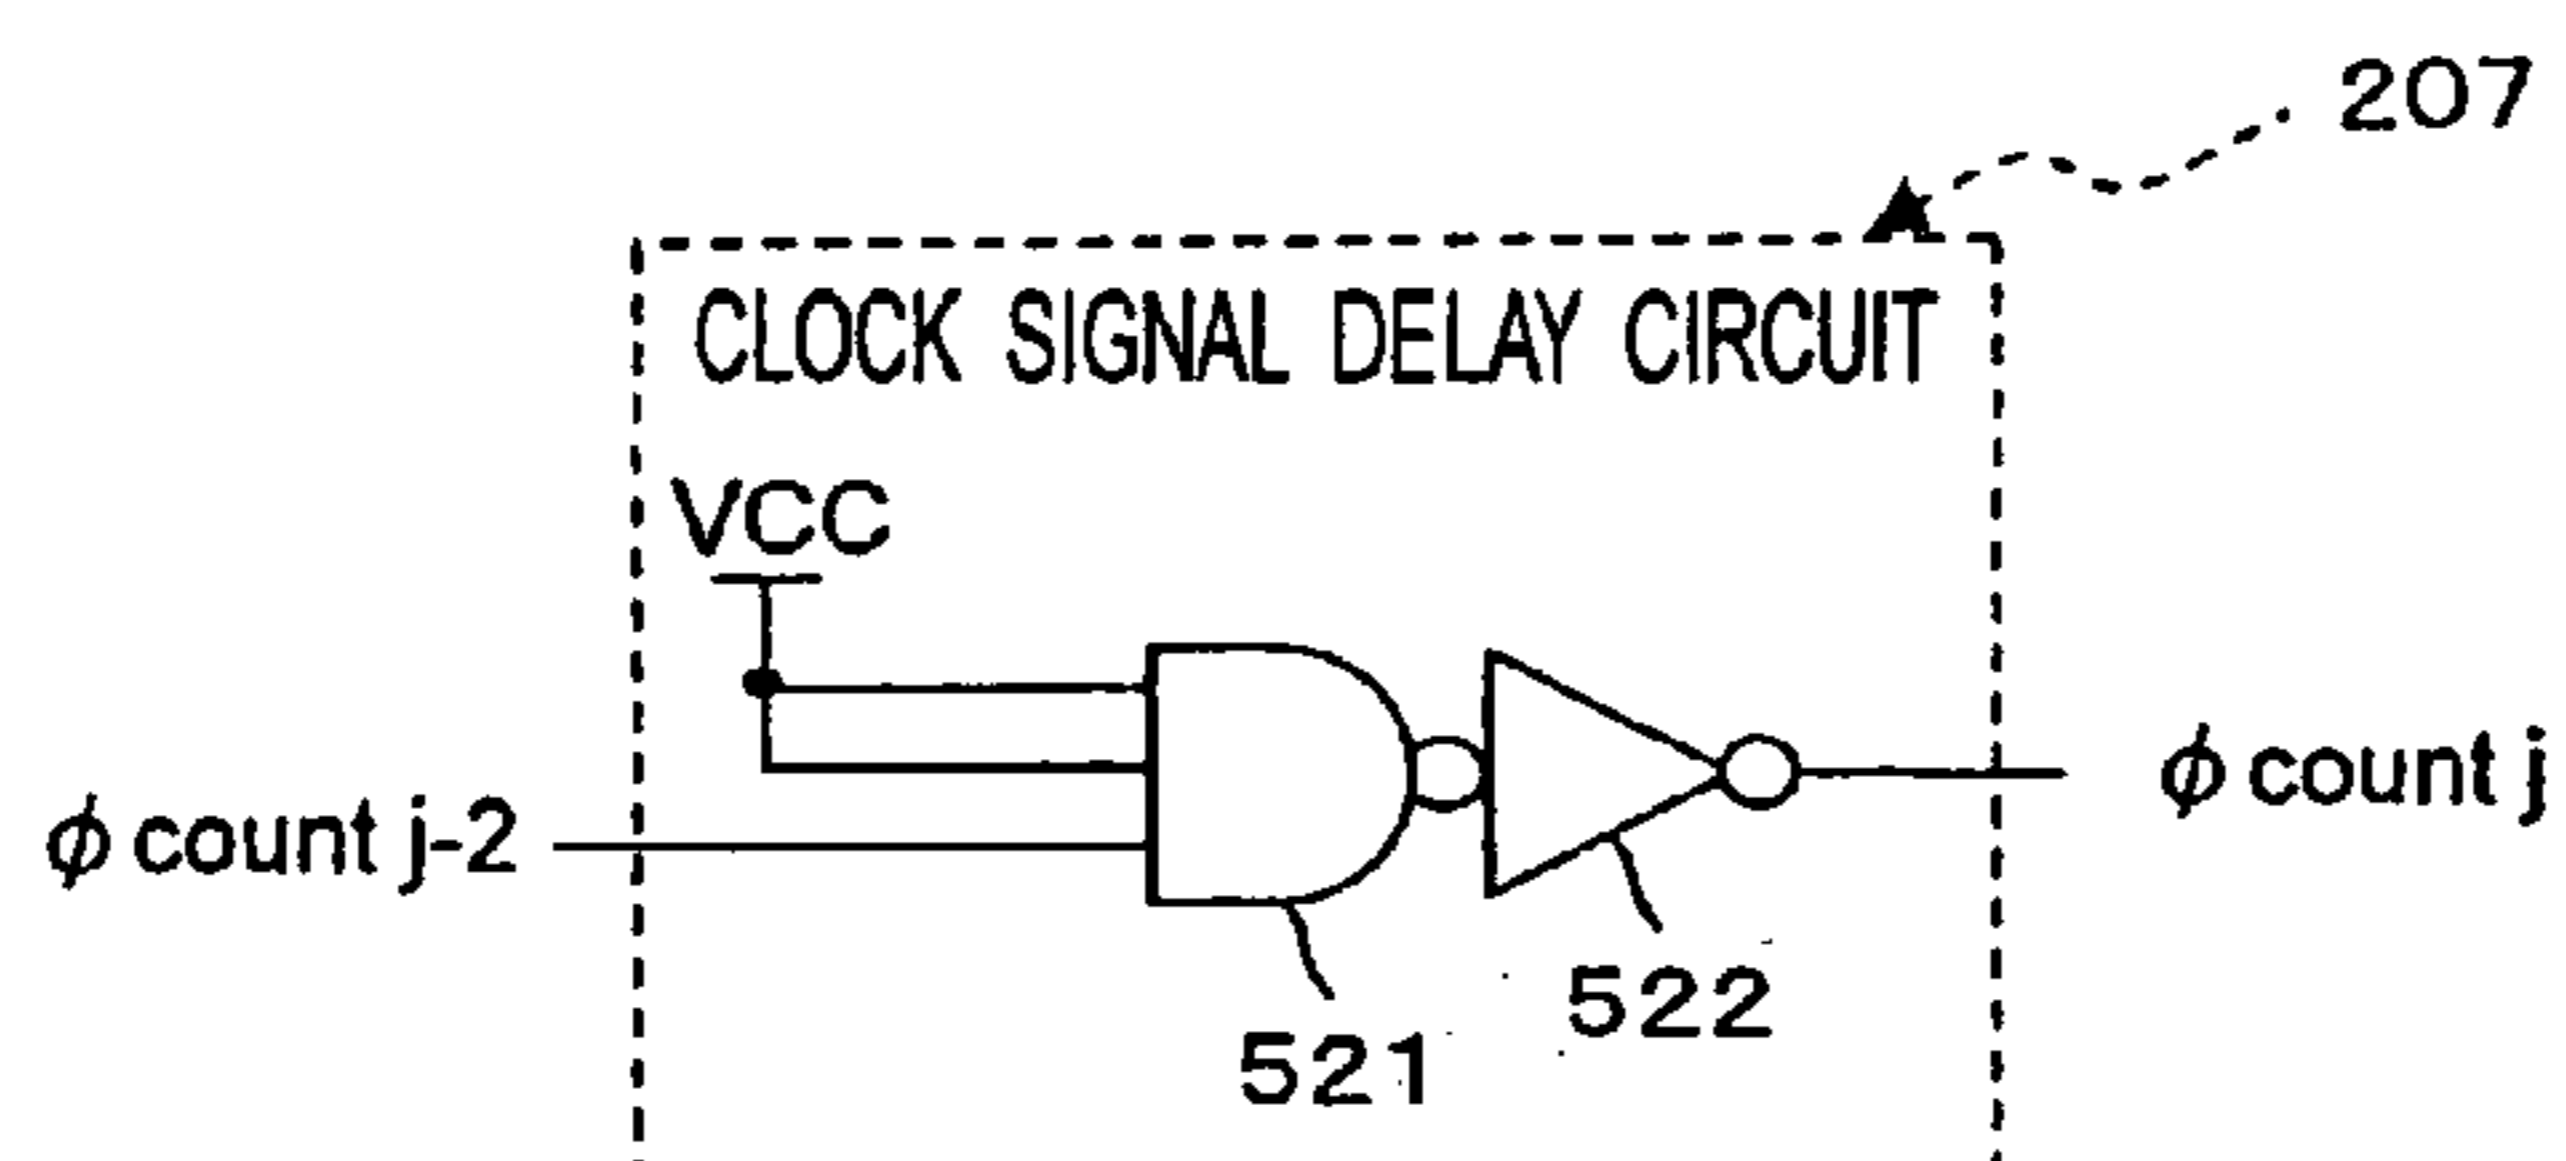 207
CLOCK SIGNAL DELAY CIRCUIT
VCC
ϕ count j-2
ϕ count j
522
521